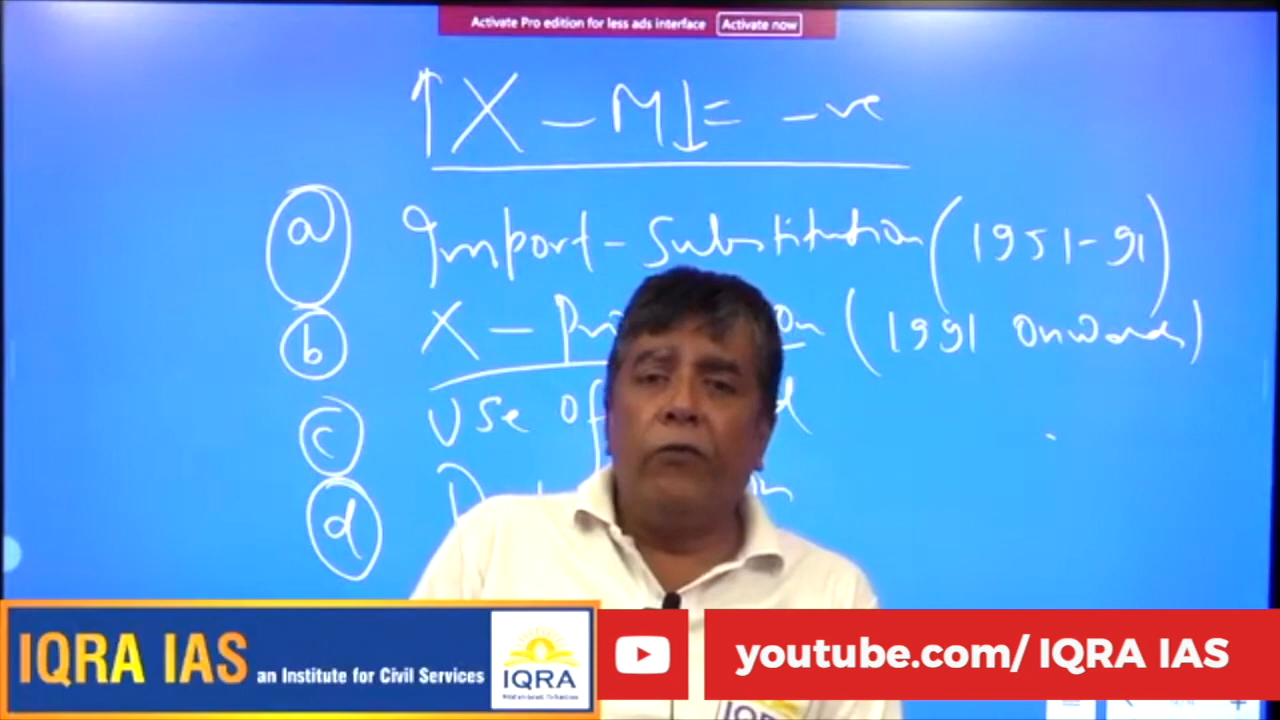 Activate Pro edition for less ads interface Activate now
↑X – M↓ = -ve
a Import-Substitution (1951-91)
b X – on (1991 onwards)
c Use of
d D
IQRA IAS an Institute for Civil Services IQRA
youtube.com/ IQRA IAS